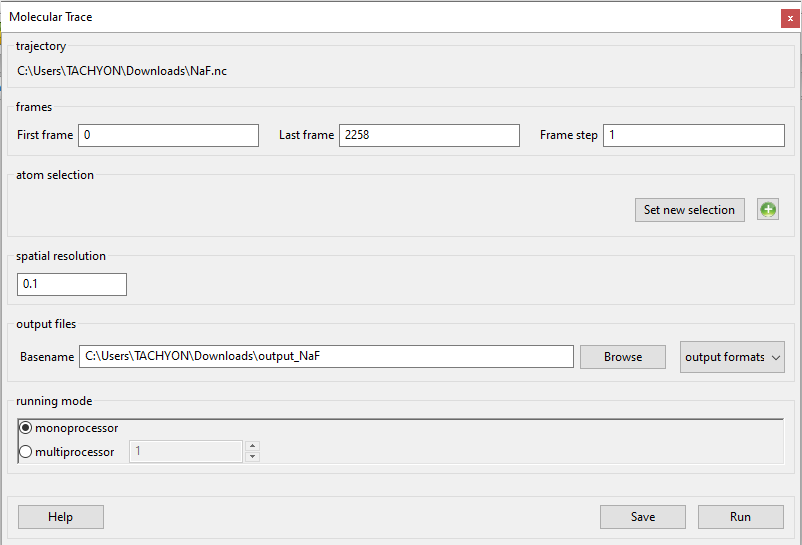 Molecular Trace
x
trajectory
C:\Users\TACHYON\Downloads\NaF.nc
frames
First frame 0 Last frame 2258 Frame step 1
atom selection
Set new selection
spatial resolution
0.1
output files
Basename C:\Users\TACHYON\Downloads\output_NaF Browse output formats
running mode
monoprocessor
multiprocessor 1
Help Save Run